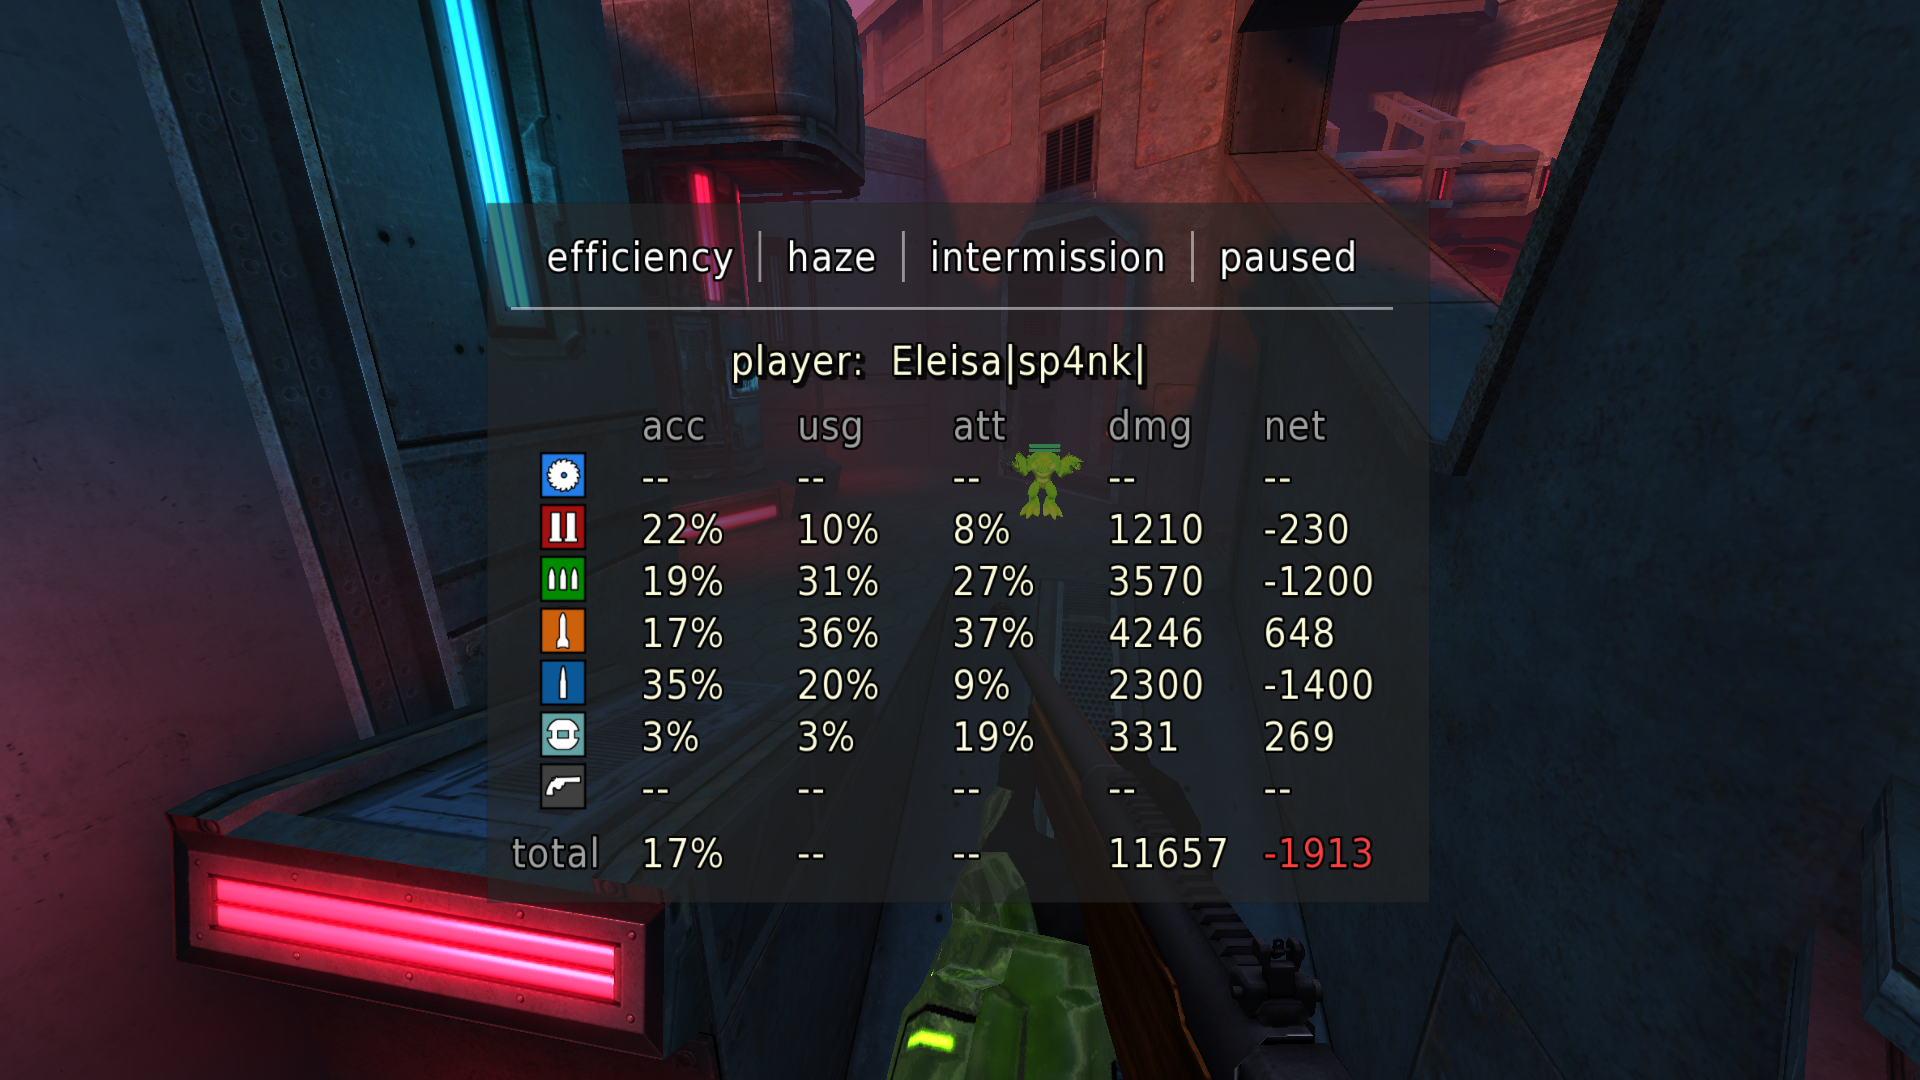 efficiency | haze | intermission | paused
player: Eleisa|sp4nk|
acc usg att dmg net
-- -- -- -- --
22% 10% 8% 1210 -230
19% 31% 27% 3570 -1200
17% 36% 37% 4246 648
35% 20% 9% 2300 -1400
3% 3% 19% 331 269
-- -- -- -- --
total 17% -- -- 11657 -1913